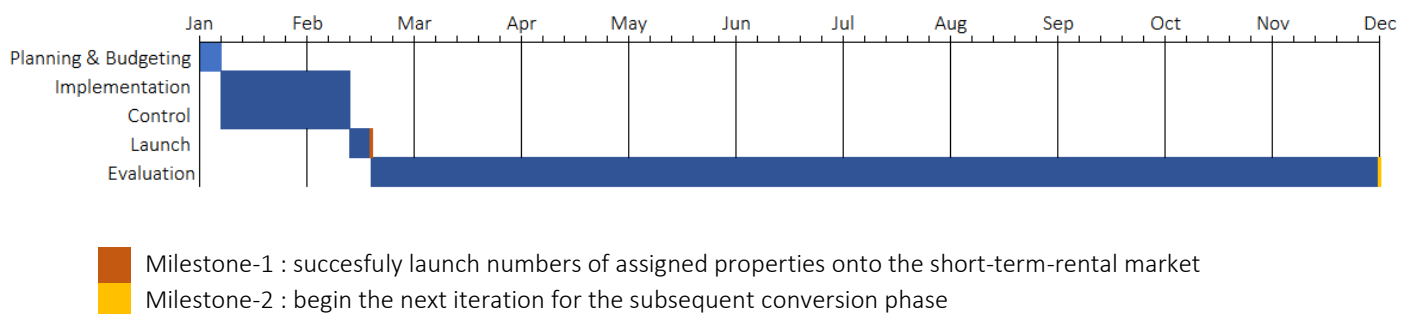 Jan Feb Mar Apr May Jun Jul Aug Sep Oct Nov Dec
Planning & Budgeting
Implementation
Control
Launch
Evaluation
Milestone-1 : succesfuly launch numbers of assigned properties onto the short-term-rental market
Milestone-2 : begin the next iteration for the subsequent conversion phase